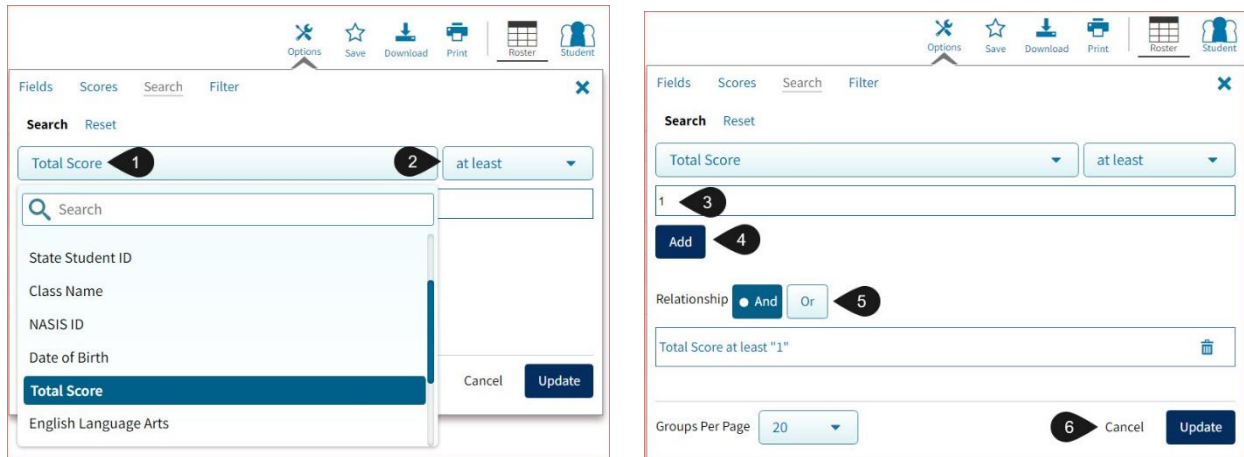 Options Save Download Print Roster Student
Fields Scores Search Filter
Search Reset
Total Score 1 2 at least
Search
State Student ID
Class Name
NASIS ID
Date of Birth
Total Score
English Language Arts
Cancel Update
Options Save Download Print Roster Student
Fields Scores Search Filter
Search Reset
Total Score at least
1 3
Add 4
Relationship And Or 5
Total Score at least "1"
Groups Per Page 20 6 Cancel Update